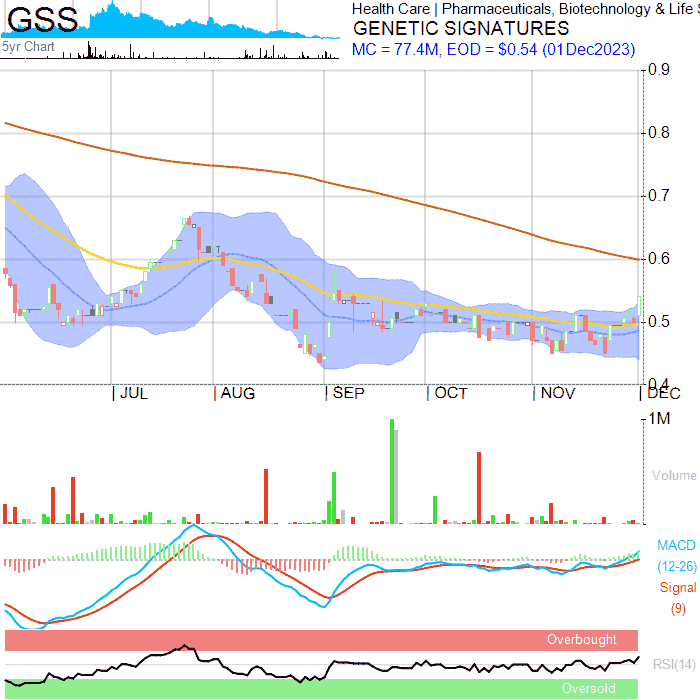 GSS
Health Care | Pharmaceuticals, Biotechnology & Life
GENETIC SIGNATURES
MC = 77.4M, EOD = $0.54 (01Dec2023)
5yr Chart
0.9
0.8
0.7
0.6
0.5
0.4
| JUL | AUG | SEP | OCT | NOV | DEC
1M
Volume
MACD
(12-26)
Signal
(9)
Overbought
RSI(14)
Oversold